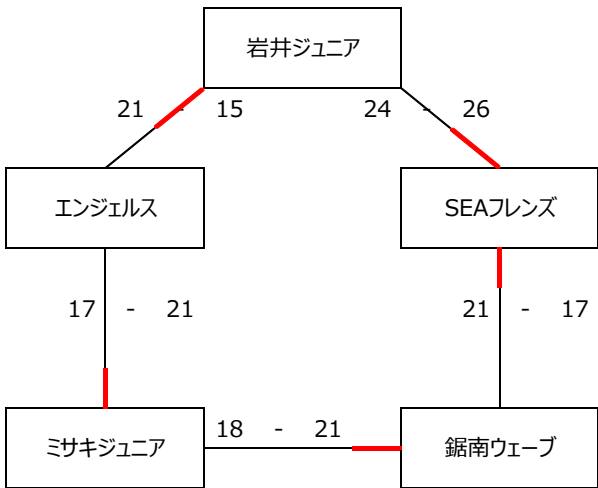 岩井ジュニア
21 - 15
24 - 26
エンジェルス
SEAフレンズ
17 - 21
21 - 17
ミサキジュニア
18 - 21
鋸南ウェーブ